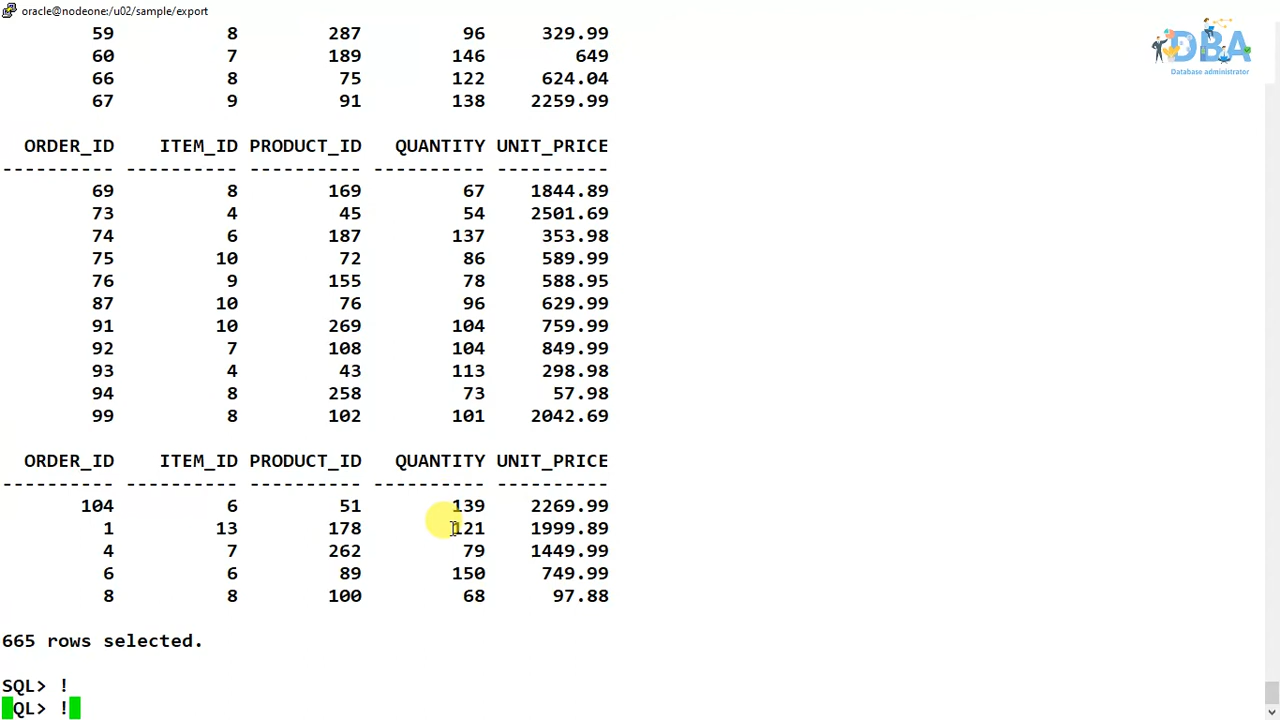 oracle@nodeone:/u02/sample/export
59 8 287 96 329.99
60 7 189 146 649
66 8 75 122 624.04
67 9 91 138 2259.99
ORDER_ID ITEM_ID PRODUCT_ID QUANTITY UNIT_PRICE
---------- ---------- ---------- ---------- ----------
69 8 169 67 1844.89
73 4 45 54 2501.69
74 6 187 137 353.98
75 10 72 86 589.99
76 9 155 78 588.95
87 10 76 96 629.99
91 10 269 104 759.99
92 7 108 104 849.99
93 4 43 113 298.98
94 8 258 73 57.98
99 8 102 101 2042.69
ORDER_ID ITEM_ID PRODUCT_ID QUANTITY UNIT_PRICE
---------- ---------- ---------- ---------- ----------
104 6 51 139 2269.99
1 13 178 121 1999.89
4 7 262 79 1449.99
6 6 89 150 749.99
8 8 100 68 97.88
665 rows selected.
SQL> !
QL> !
DBA
Database administrator